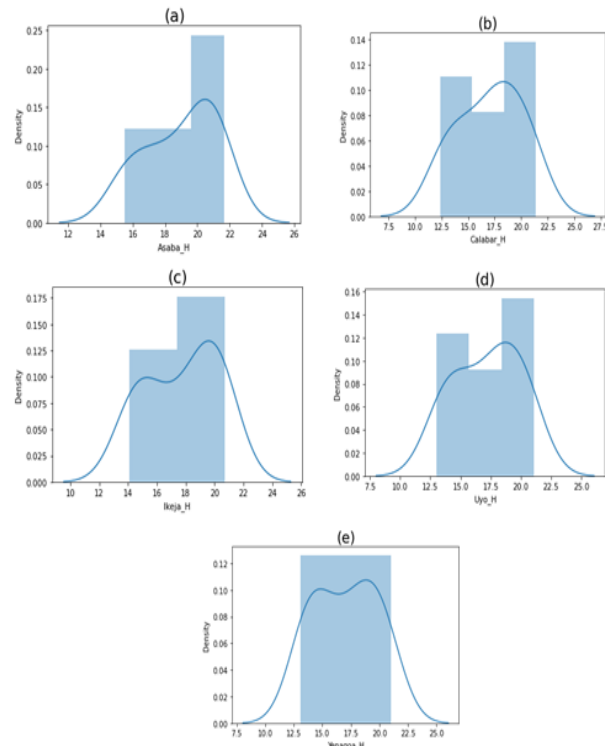 (a)
0.25
0.20
0.15
0.10
0.05
0.00
Density
12 14 16 18 20 22 24 26
Asaba_H
(b)
0.14
0.12
0.10
0.08
0.06
0.04
0.02
0.00
Density
7.5 10.0 12.5 15.0 17.5 20.0 22.5 25.0 27.5
Calabar_H
(c)
0.175
0.150
0.125
0.100
0.075
0.050
0.025
0.000
Density
10 12 14 16 18 20 22 24 26
Ikeja_H
(d)
0.16
0.14
0.12
0.10
0.08
0.06
0.04
0.02
0.00
Density
7.5 10.0 12.5 15.0 17.5 20.0 22.5 25.0
Uyo_H
(e)
0.12
0.10
0.08
0.06
0.04
0.02
0.00
Density
7.5 10.0 12.5 15.0 17.5 20.0 22.5 25.0